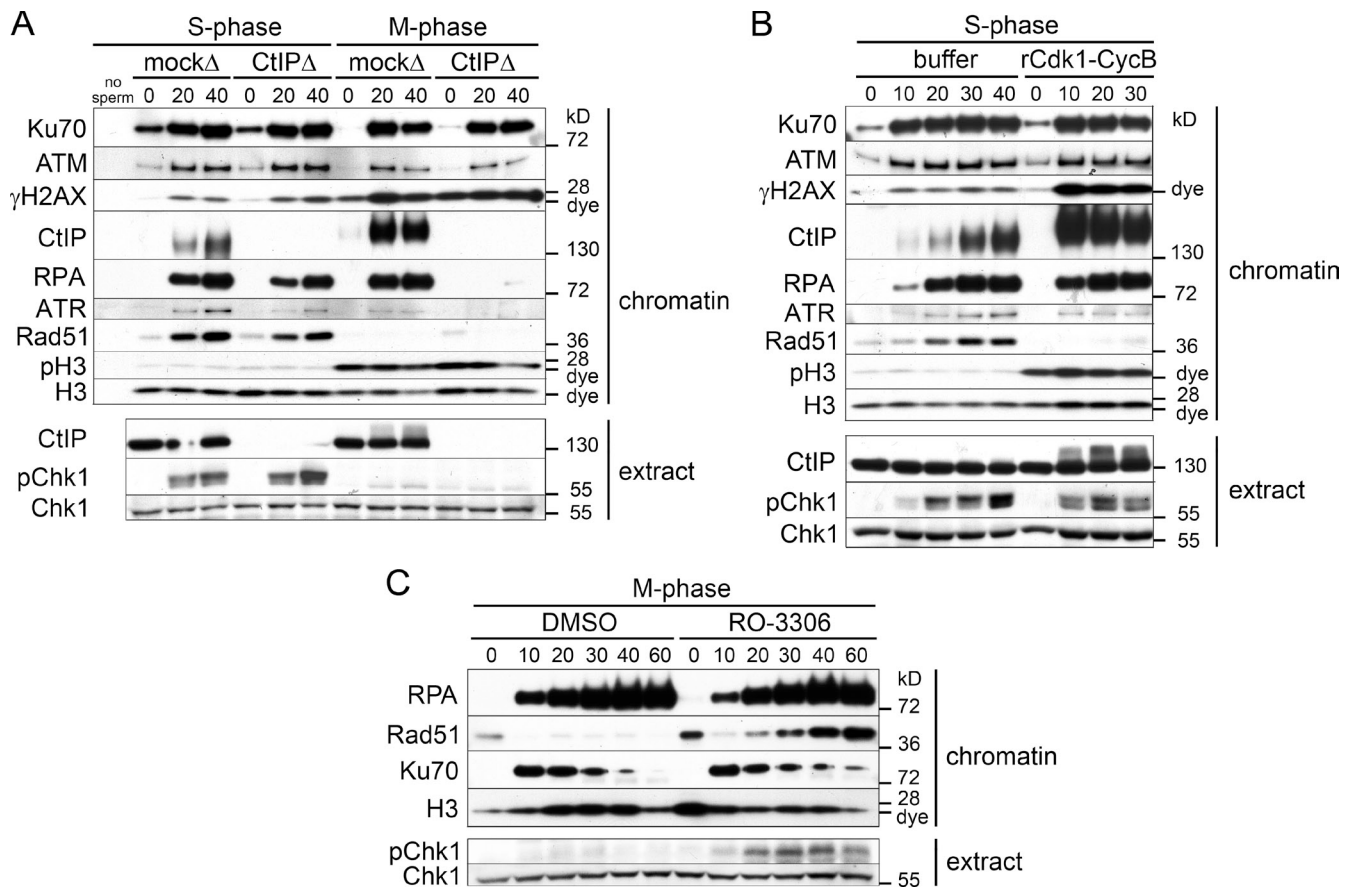 A
S-phase M-phase
mockΔ CtIPΔ mockΔ CtIPΔ
no sperm 0 20 40 0 20 40 0 20 40 0 20 40
kD
Ku70
72
ATM
γH2AX 28
dye
CtIP
130
RPA
72
ATR
Rad51
36
pH3 28
dye
H3
dye
chromatin
CtIP 130
pChk1
55
Chk1 55
extract
B
S-phase
buffer rCdk1-CycB
0 10 20 30 40 0 10 20 30
Ku70 kD
ATM
γH2AX dye
CtIP
130
RPA
72
ATR
Rad51
36
pH3 dye
28
H3
dye
chromatin
CtIP 130
pChk1
55
Chk1
55
extract
C
M-phase
DMSO RO-3306
0 10 20 30 40 60 0 10 20 30 40 60
kD
RPA
72
Rad51
36
Ku70
72
H3 28
dye
chromatin
pChk1
Chk1
55
extract